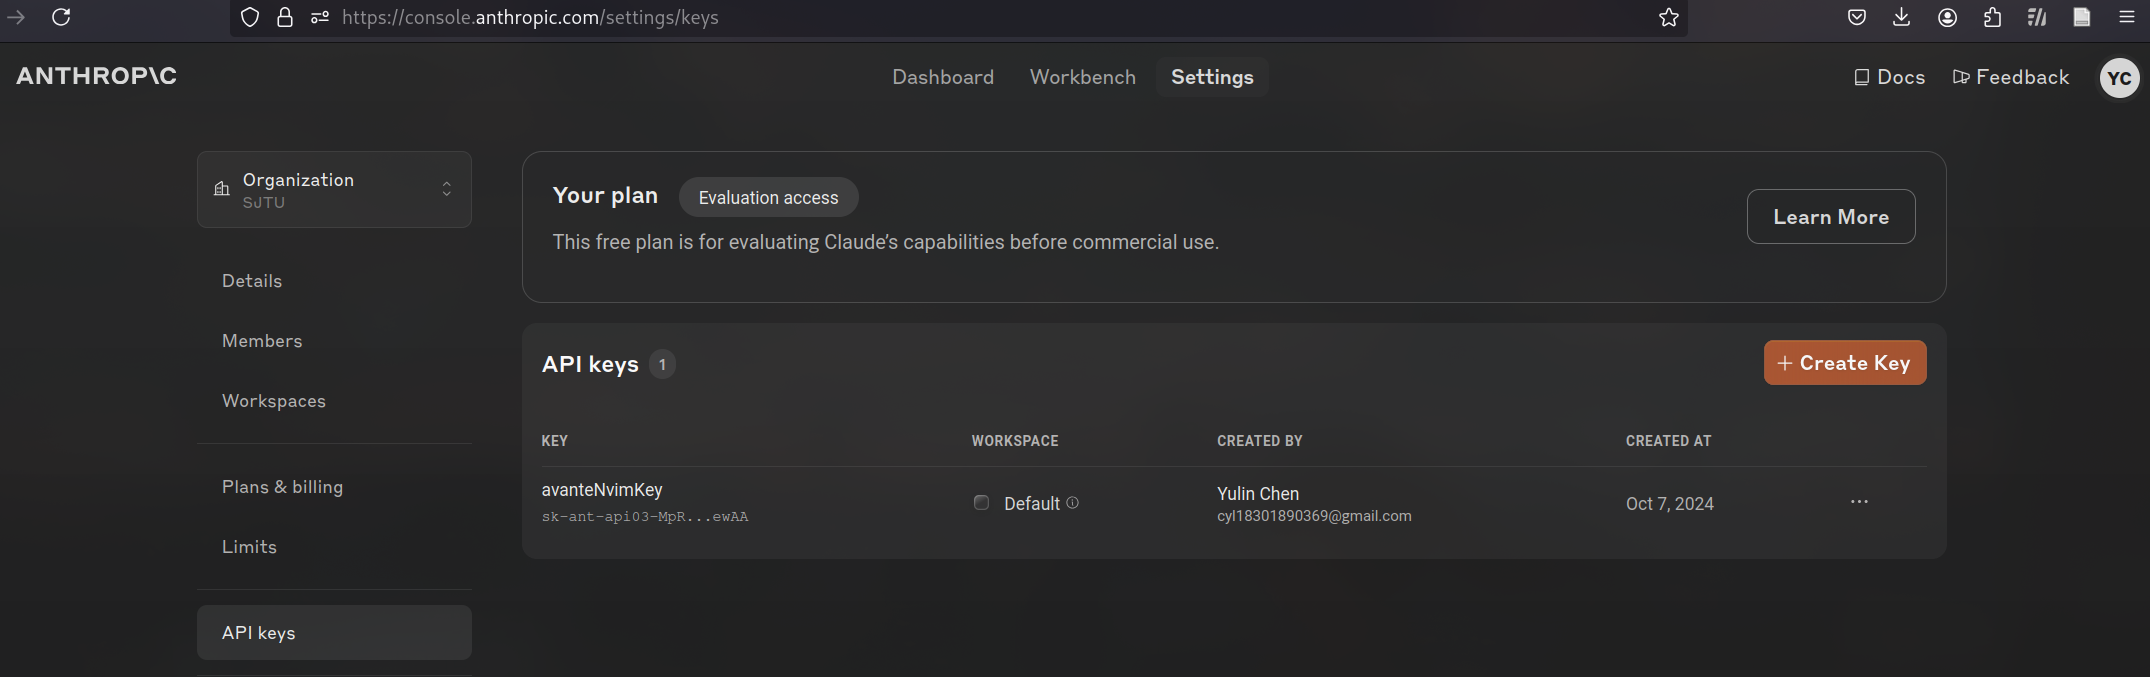 https://console.anthropic.com/settings/keys
ANTHROP\C
Dashboard
Workbench
Settings
Docs
Feedback
YC
Organization
SJTU
Details
Members
Workspaces
Plans & billing
Limits
API keys
Your plan
Evaluation access
This free plan is for evaluating Claude’s capabilities before commercial use.
Learn More
API keys 1
+ Create Key
KEY WORKSPACE CREATED BY CREATED AT
avanteNvimKey
sk-ant-api03-MpR...ewAA
Default
Yulin Chen
cyl18301890369@gmail.com
Oct 7, 2024